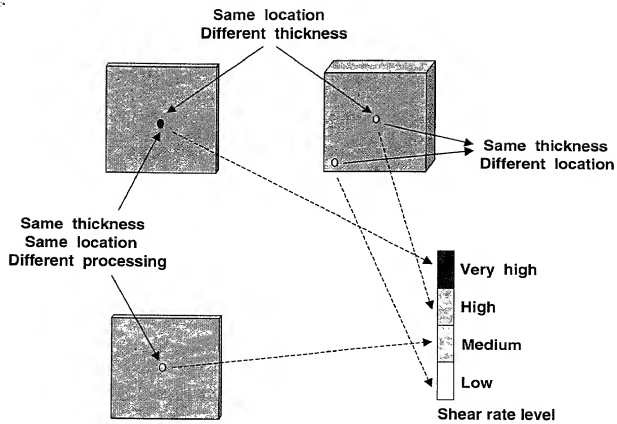 Same location
Different thickness
Same thickness
Different location
Same thickness
Same location
Different processing
Very high
High
Medium
Low
Shear rate level